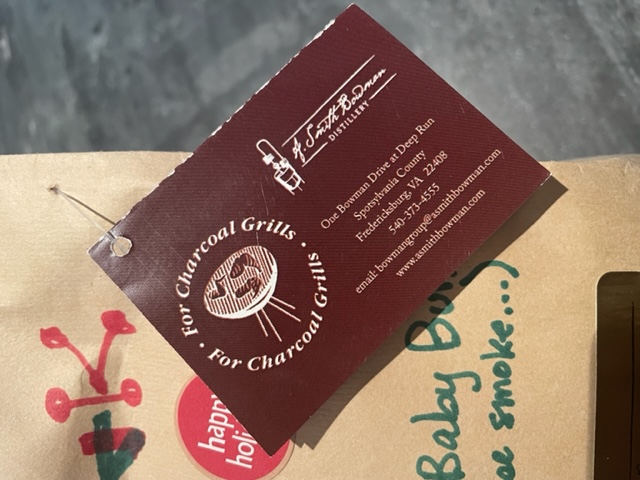 A Smith Bowman
DISTILLERY
One Bowman Drive at Deep Run
Spotsylvania County
Fredericksburg, VA 22408
540-373-4555
email: bowmangroup@asmithbowman.com
www.asmithbowman.com
· For Charcoal Grills ·
For Charcoal Grills
happy
holi
Baby
smoke...)